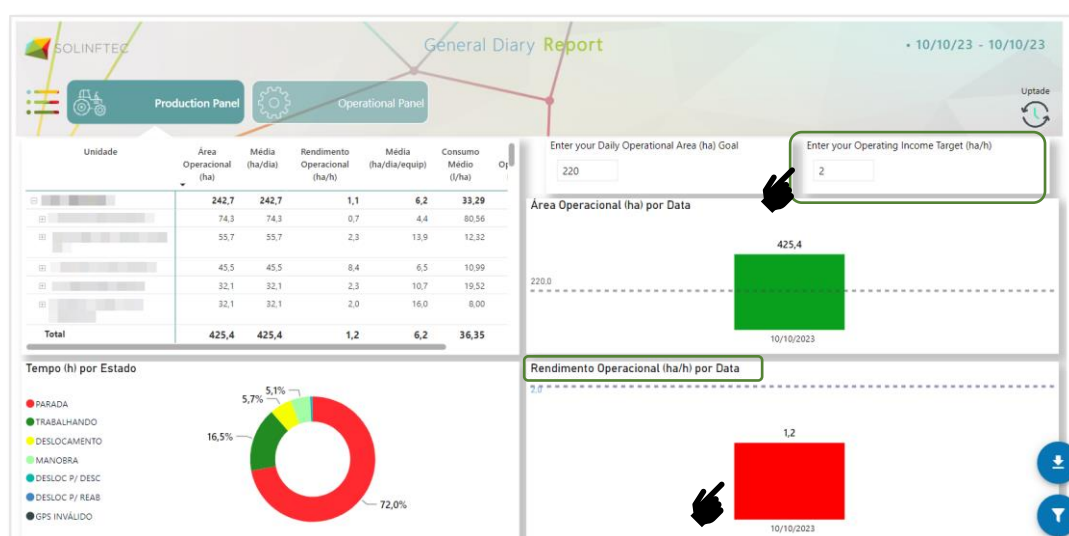 SOLINFTEC
General Diary Report
• 10/10/23 - 10/10/23
Production Panel
Operational Panel
Uptade
Unidade Área Operacional (ha) Média (ha/dia) Rendimento Operacional (ha/h) Média (ha/dia/equip) Consumo Médio (l/ha)
242,7 242,7 1,1 6,2 33,29
74,3 74,3 0,7 4,4 80,56
55,7 55,7 2,3 13,9 12,32
45,5 45,5 8,4 6,5 10,99
32,1 32,1 2,3 10,7 19,52
32,1 32,1 2,0 16,0 8,00
Total 425,4 425,4 1,2 6,2 36,35
Enter your Daily Operational Area (ha) Goal
220
Enter your Operating Income Target (ha/h)
2
Área Operacional (ha) por Data
425,4
220.0
10/10/2023
Tempo (h) por Estado
PARADA
TRABALHANDO
DESLOCAMENTO
MANOBRA
DESLOC P/ DESC
DESLOC P/ REAB
GPS INVÁLIDO
5,1%
5,7%
16,5%
72,0%
Rendimento Operacional (ha/h) por Data
2.0
1,2
10/10/2023